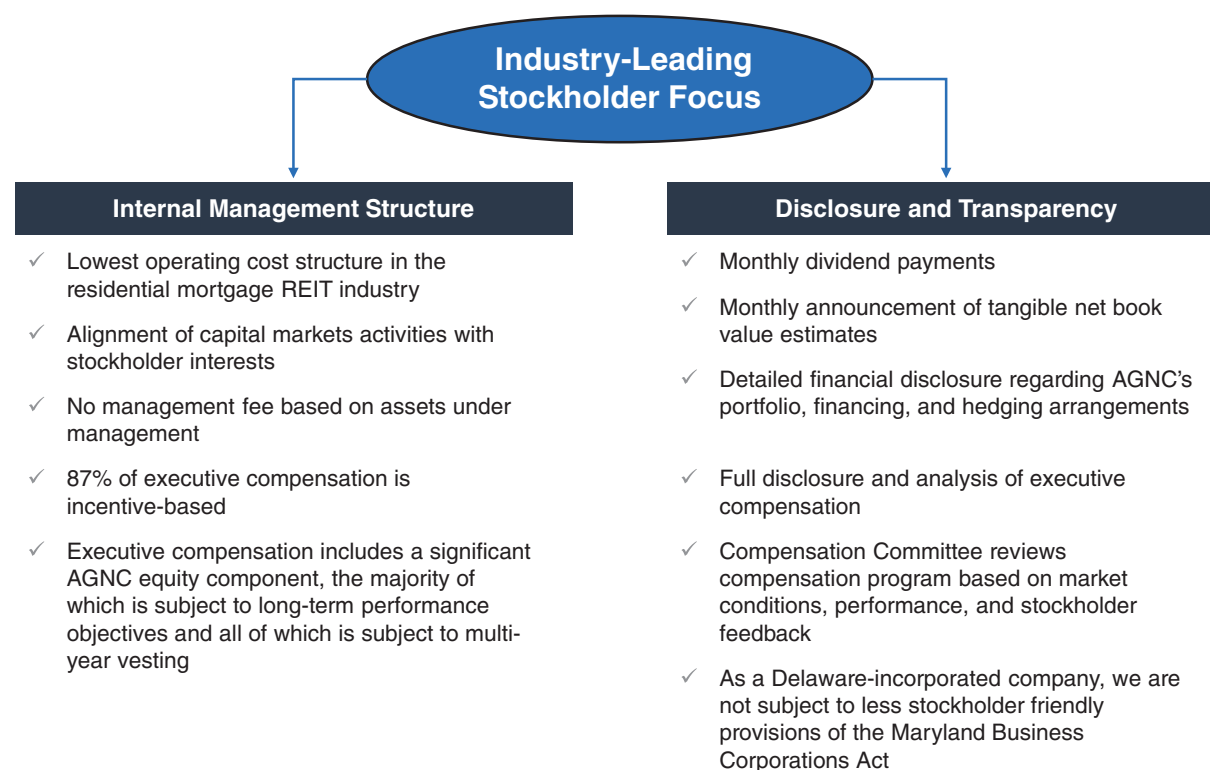 Industry-Leading
Stockholder Focus
Internal Management Structure
✓ Lowest operating cost structure in the
residential mortgage REIT industry
✓ Alignment of capital markets activities with
stockholder interests
✓ No management fee based on assets under
management
✓ 87% of executive compensation is
incentive-based
✓ Executive compensation includes a significant
AGNC equity component, the majority of
which is subject to long-term performance
objectives and all of which is subject to multi-
year vesting
Disclosure and Transparency
✓ Monthly dividend payments
✓ Monthly announcement of tangible net book
value estimates
✓ Detailed financial disclosure regarding AGNC's
portfolio, financing, and hedging arrangements
✓ Full disclosure and analysis of executive
compensation
✓ Compensation Committee reviews
compensation program based on market
conditions, performance, and stockholder
feedback
✓ As a Delaware-incorporated company, we are
not subject to less stockholder friendly
provisions of the Maryland Business
Corporations Act